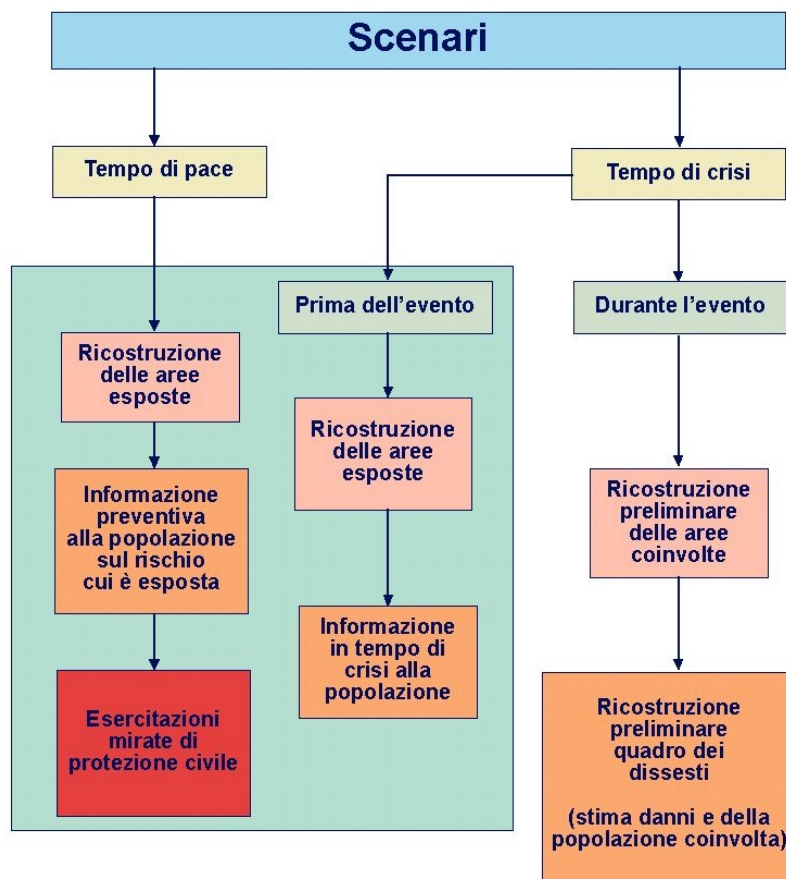 Scenari
Tempo di pace
Tempo di crisi
Prima dell'evento
Durante l'evento
Ricostruzione
delle aree
esposte
Ricostruzione
delle aree
esposte
Ricostruzione
preliminare
delle aree
coinvolte
Informazione
preventiva
alla popolazione
sul rischio
cui è esposta
Informazione
in tempo di
crisi alla
popolazione
Esercitazioni
mirate di
protezione civile
Ricostruzione
preliminare
quadro dei
dissesti
(stima danni e della
popolazione coinvolta)